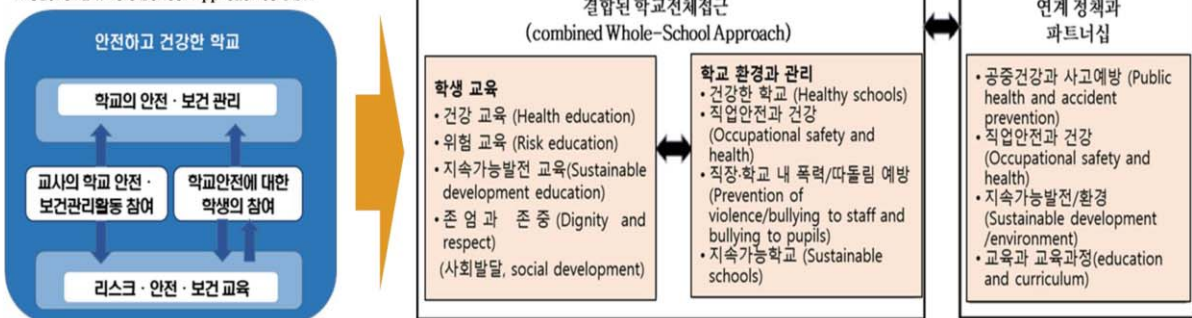 안전하고 건강한 학교
학교의 안전 · 보건 관리
교사의 학교 안전 ·
보건관리활동 참여
학교안전에 대한
학생의 참여
리스크 · 안전 · 보건 교육
결합된 학교전체접근
(combined Whole-School Approach)
학생 교육
• 건강 교육 (Health education)
• 위험 교육 (Risk education)
• 지속가능발전 교육(Sustainable
development education)
• 존엄과 존중 (Dignity and
respect)
(사회발달, social development)
학교 환경과 관리
• 건강한 학교 (Healthy schools)
• 직업안전과 건강
(Occupational safety and
health)
• 직장·학교 내 폭력/따돌림 예방
(Prevention of
violence/bullying to staff and
bullying to pupils)
• 지속가능학교 (Sustainable
schools)
연계 정책과
파트너십
• 공중건강과 사고예방 (Public
health and accident
prevention)
• 직업안전과 건강
(Occupational safety and
health)
• 지속가능발전/환경
(Sustainable development
/environment)
• 교육과 교육과정(education
and curriculum)